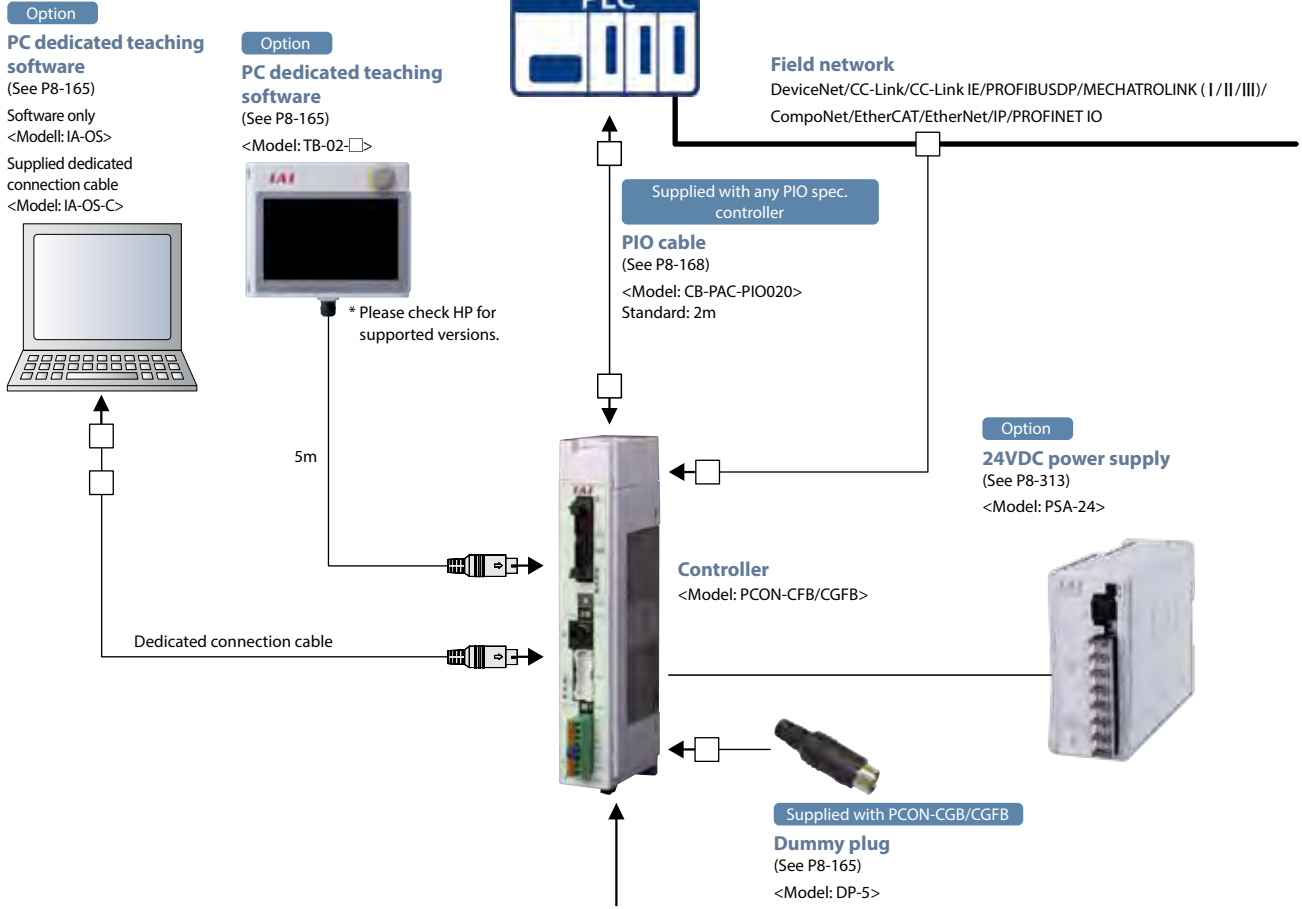 Option
PC dedicated teaching
software
(See P8-165)
Software only
<Modell: IA-OS>
Supplied dedicated
connection cable
<Model: IA-OS-C>
Option
PC dedicated teaching
software
(See P8-165)
<Model: TB-02-□>
IAI
* Please check HP for
supported versions.
5m
Dedicated connection cable
PLC
Field network
DeviceNet/CC-Link/CC-Link IE/PROFIBUSDP/MECHATROLINK (Ⅰ/Ⅱ/Ⅲ)/
CompoNet/EtherCAT/EtherNet/IP/PROFINET IO
Supplied with any PIO spec.
controller
PIO cable
(See P8-168)
<Model: CB-PAC-PIO020>
Standard: 2m
IAI
Controller
<Model: PCON-CFB/CGFB>
Option
24VDC power supply
(See P8-313)
<Model: PSA-24>
IAI
Supplied with PCON-CGB/CGFB
Dummy plug
(See P8-165)
<Model: DP-5>